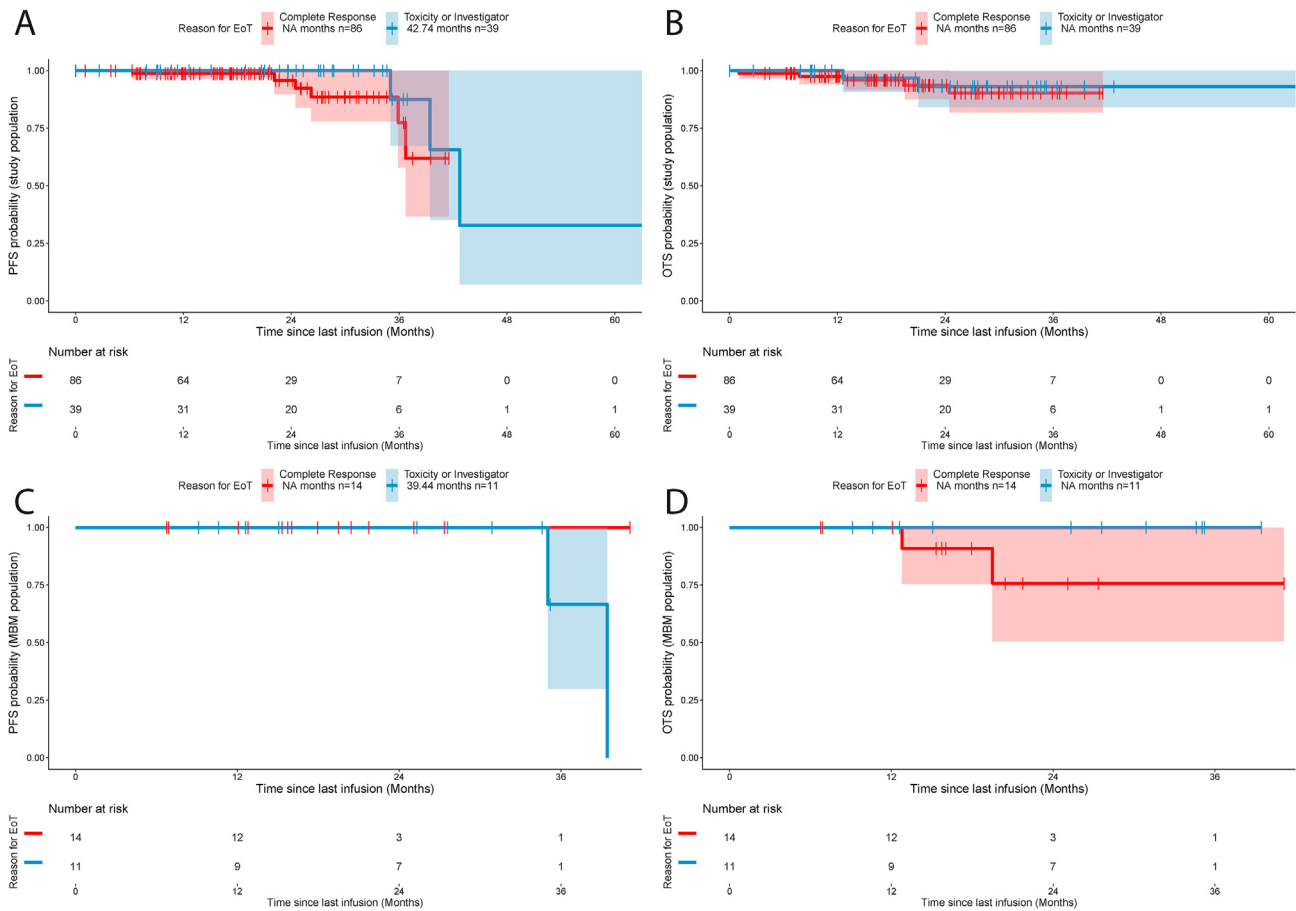 A
Reason for EoT
Complete Response
NA months n=86
Toxicity or Investigator
42.74 months n=39
PFS probability (study population)
1.00
0.75
0.50
0.25
0.00
0 12 24 36 48 60
Time since last infusion (Months)
Number at risk
Reason for EoT
86 64 29 7 0 0
39 31 20 6 1 1
0 12 24 36 48 60
Time since last infusion (Months)
B
Reason for EoT
Complete Response
NA months n=86
Toxicity or Investigator
NA months n=39
OTS probability (study population)
1.00
0.75
0.50
0.25
0.00
0 12 24 36 48 60
Time since last infusion (Months)
Number at risk
Reason for EoT
86 64 29 7 0 0
39 31 20 6 1 1
0 12 24 36 48 60
Time since last infusion (Months)
C
Reason for EoT
Complete Response
NA months n=14
Toxicity or Investigator
39.44 months n=11
PFS probability (MBM population)
1.00
0.75
0.50
0.25
0.00
0 12 24 36
Time since last infusion (Months)
Number at risk
Reason for EoT
14 12 3 1
11 9 7 1
0 12 24 36
Time since last infusion (Months)
D
Reason for EoT
Complete Response
NA months n=14
Toxicity or Investigator
NA months n=11
OTS probability (MBM population)
1.00
0.75
0.50
0.25
0.00
0 12 24 36
Time since last infusion (Months)
Number at risk
Reason for EoT
14 12 3 1
11 9 7 1
0 12 24 36
Time since last infusion (Months)